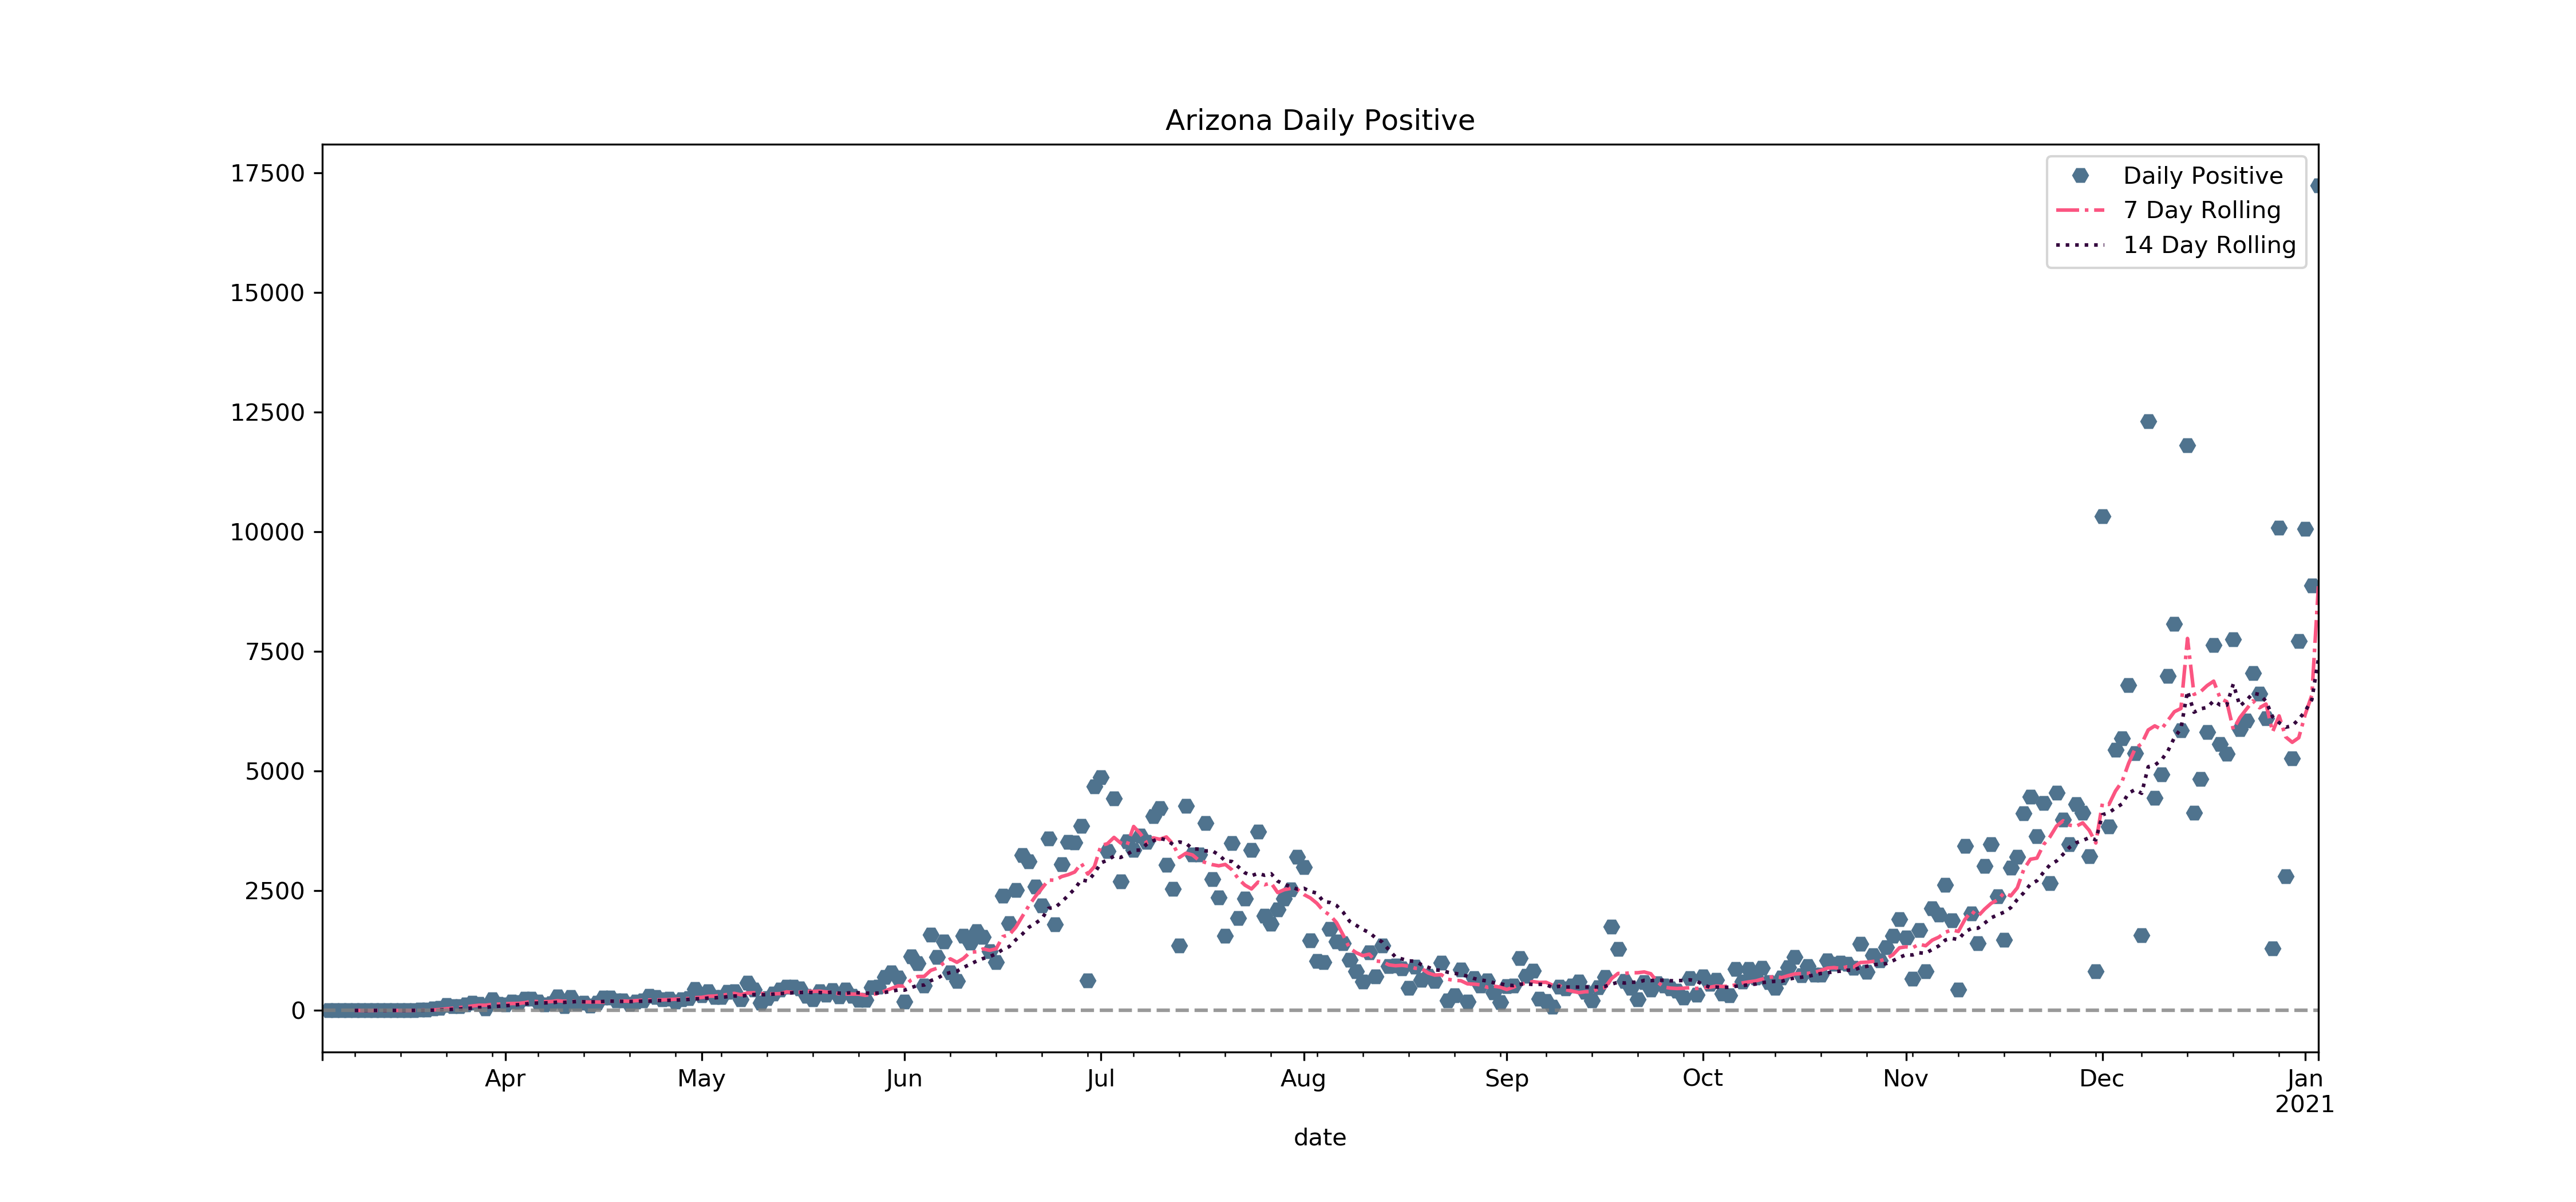 Arizona Daily Positive
17500
15000
12500
10000
7500
5000
2500
0
Daily Positive
7 Day Rolling
14 Day Rolling
Apr May Jun Jul Aug Sep Oct Nov Dec Jan
2021
date